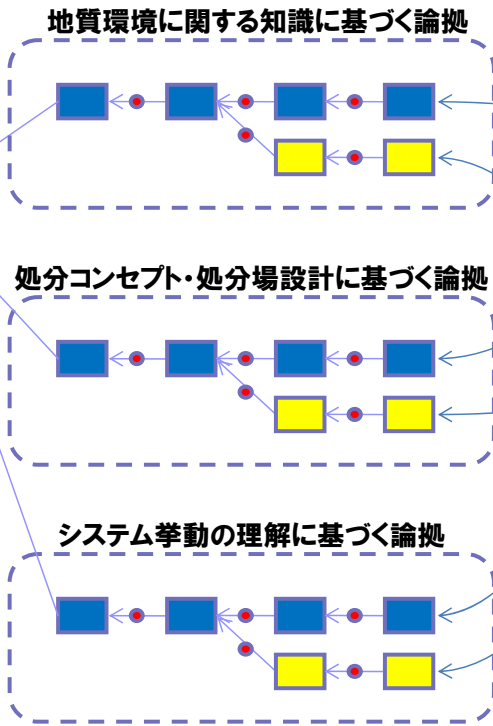 地質環境に関する知識に基づく論拠
処分コンセプト・処分場設計に基づく論拠
システム挙動の理解に基づく論拠